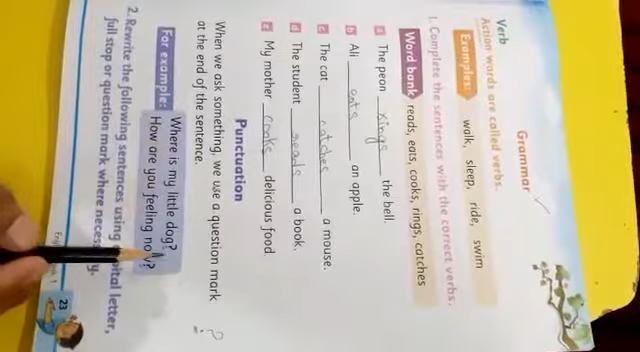 Grammar
Verb
Action words are called verbs.
Examples: walk, sleep, ride, swim
1. Complete the sentences with the correct verbs.
Word bank reads, eats, cooks, rings, catches
a The peon rings the bell.
b Ali eats an apple.
c The cat catches a mouse.
d The student reads a book.
e My mother cooks delicious food.
Punctuation
When we ask something, we use a question mark
at the end of the sentence. ?
For example: Where is my little dog?
How are you feeling now?
2. Rewrite the following sentences using capital letter,
full stop or question mark where necessary.
23